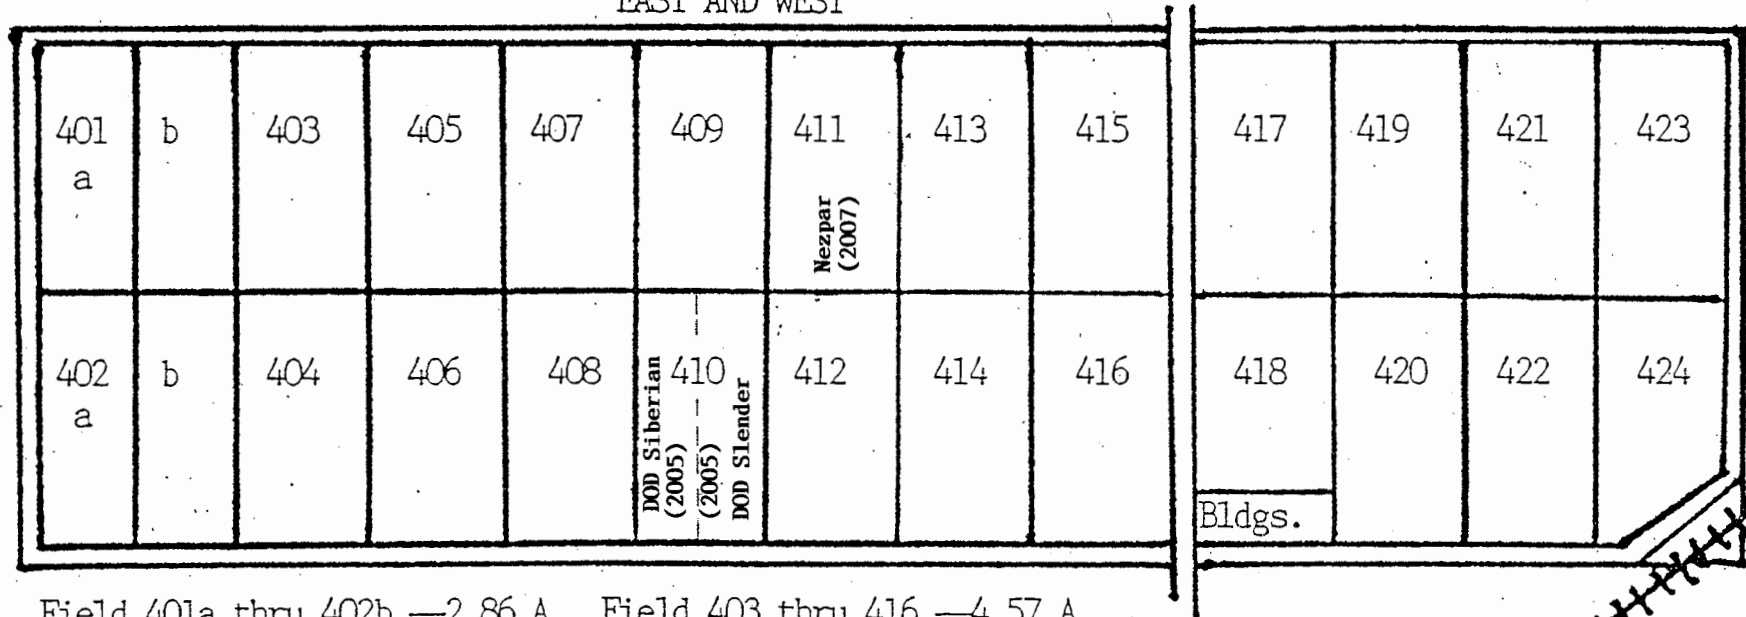 EAST AND WEST
401 b 403 405 407 409 411 413 415 417 419 421 423
a
Nezpar
(2007)
402 b 404 406 408 410 412 414 416 418 420 422 424
a
DOD Siberian
(2005)
(2005)
DOD Slender
Bldgs.
Field 401a thru 402b —2.86 A Field 403 thru 416 —4.57 A